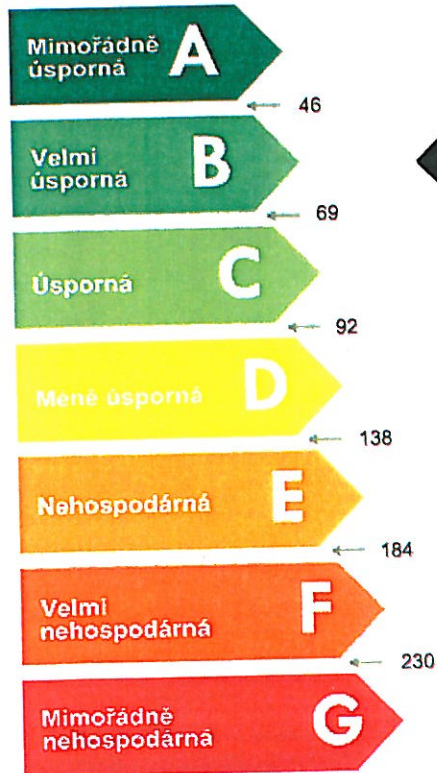 Mimořádně
úsporná
A
46
Velmi
úsporná
B
69
Úsporná
C
92
Méně úsporná
D
138
Nehospodárná
E
184
Velmi
nehospodárná
F
230
Mimořádně
nehospodárná
G